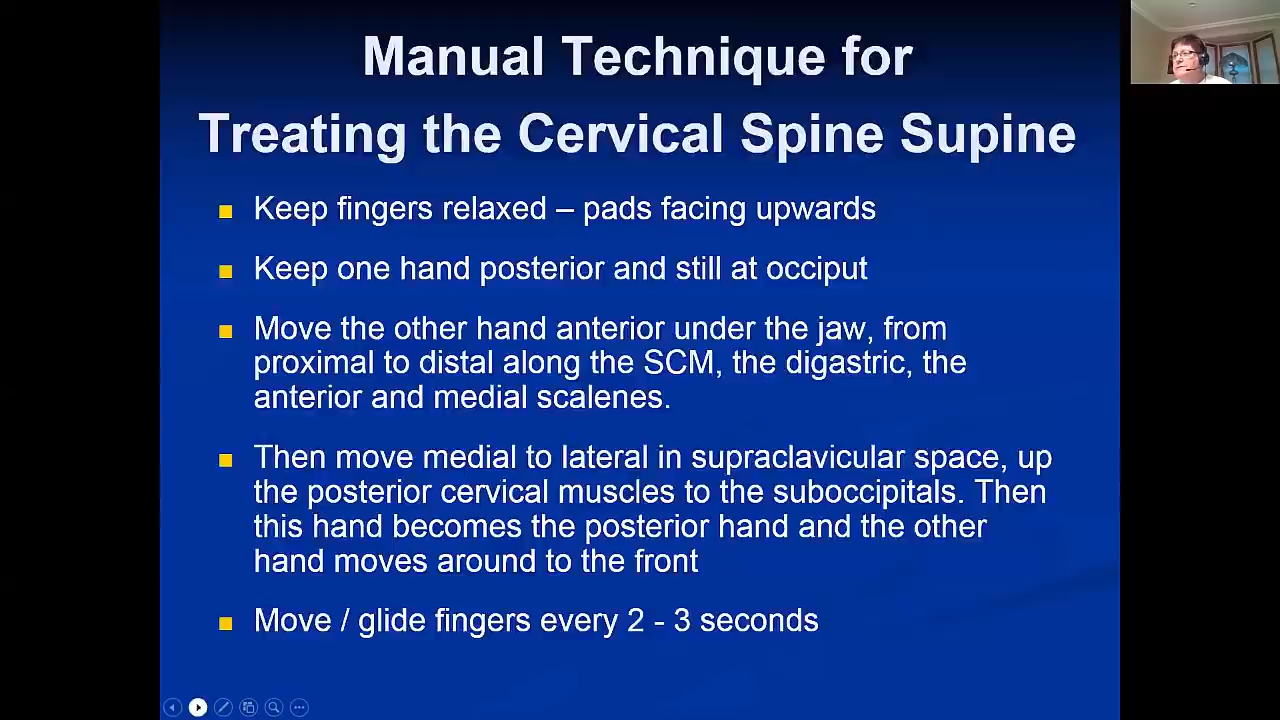 Manual Technique for
Treating the Cervical Spine Supine
Keep fingers relaxed – pads facing upwards
Keep one hand posterior and still at occiput
Move the other hand anterior under the jaw, from
proximal to distal along the SCM, the digastric, the
anterior and medial scalenes.
Then move medial to lateral in supraclavicular space, up
the posterior cervical muscles to the suboccipitals. Then
this hand becomes the posterior hand and the other
hand moves around to the front
Move / glide fingers every 2 - 3 seconds